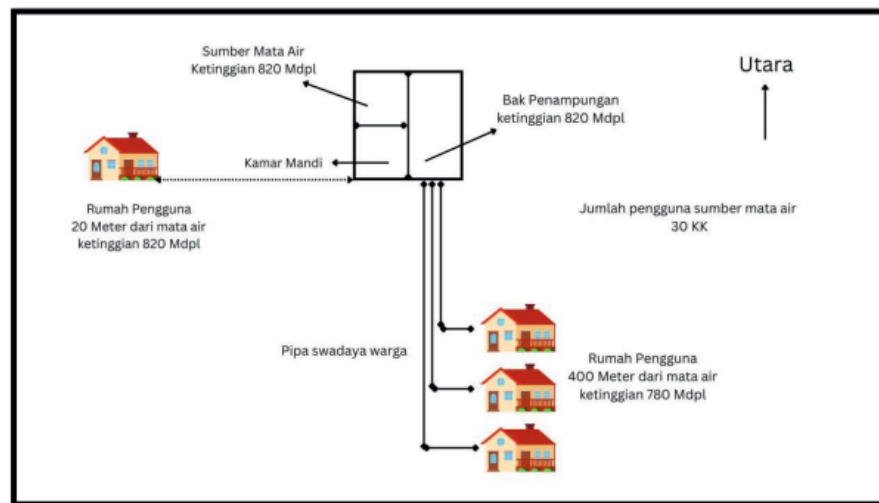 Sumber Mata Air
Ketinggian 820 Mdpl
Utara
Bak Penampungan
ketinggian 820 Mdpl
Kamar Mandi
Rumah Pengguna
20 Meter dari mata air
ketinggian 820 Mdpl
Jumlah pengguna sumber mata air
30 KK
Pipa swadaya warga
Rumah Pengguna
400 Meter dari mata air
ketinggian 780 Mdpl